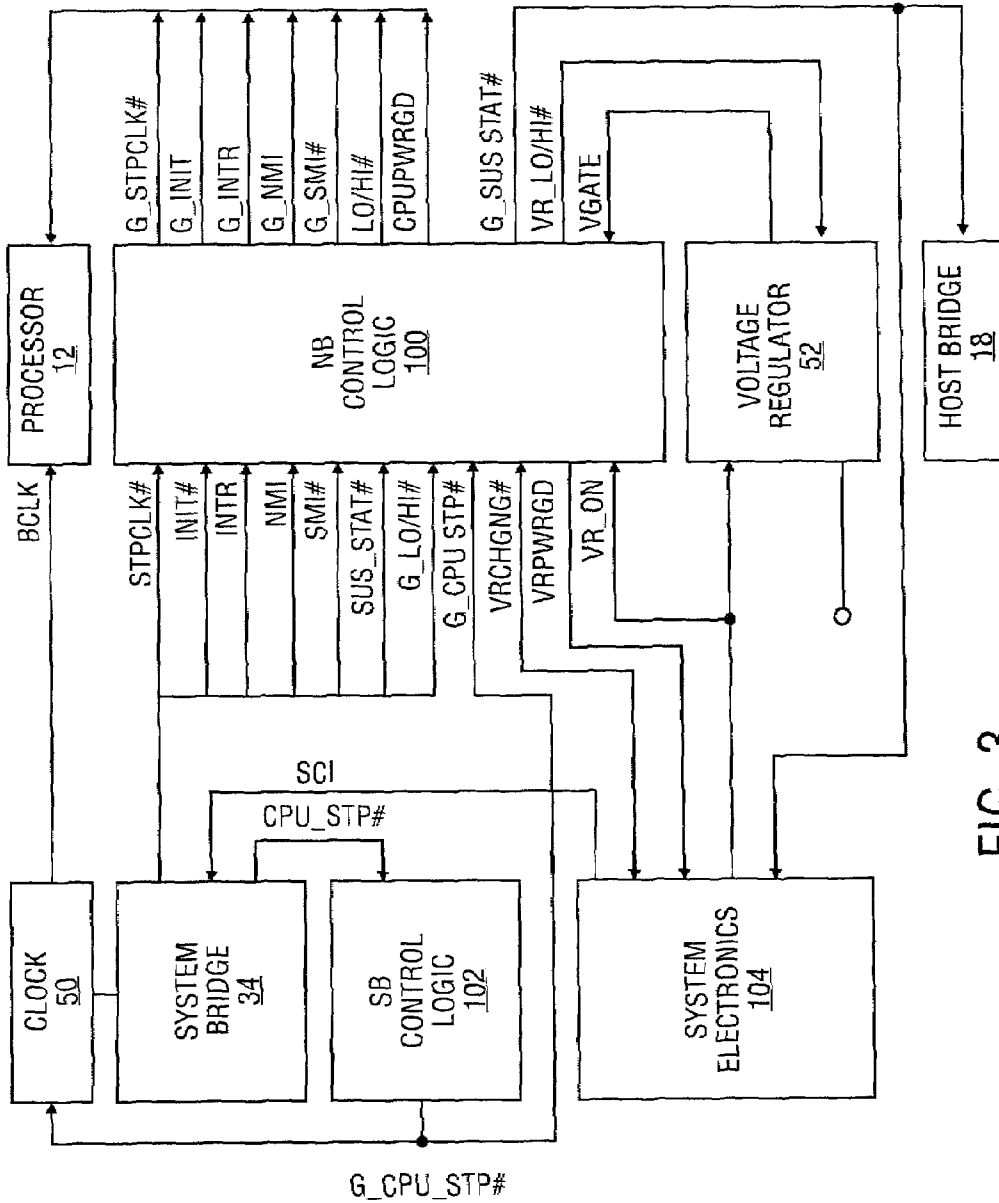 CLOCK
50
BCLK
PROCESSOR
12
SYSTEM
BRIDGE
34
SCI
CPU_STP#
SB
CONTROL
LOGIC
102
G_CPU_STP#
SYSTEM
ELECTRONICS
104
STPCLK#
INIT#
INTR
NMI
SMI#
SUS_STAT#
G_LO/HI#
G_CPU STP#
VRCHGNG#
VRPWRGD
VR_ON
NB
CONTROL
LOGIC
100
G_STPCLK#
G_INIT
G_INTR
G_NMI
G_SMI#
LO/HI#
CPUPWRGD
G_SUS STAT#
VR_LO/HI#
VGATE
VOLTAGE
REGULATOR
52
HOST BRIDGE
18
FIG. 3